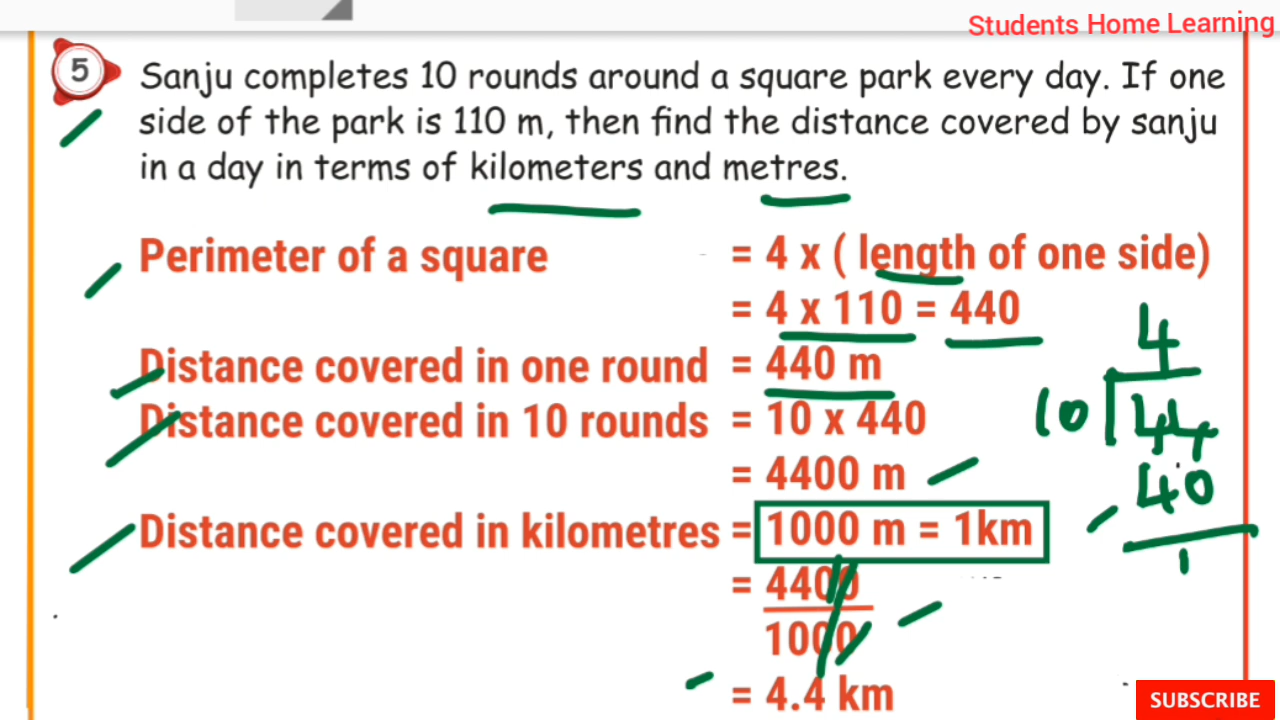 Students Home Learning
5
Sanju completes 10 rounds around a square park every day. If one
side of the park is 110 m, then find the distance covered by sanju
in a day in terms of kilometers and metres.
Perimeter of a square = 4 x ( length of one side)
= 4 x 110 = 440
Distance covered in one round = 440 m
Distance covered in 10 rounds = 10 x 440
= 4400 m
Distance covered in kilometres = 1000 m = 1km
= 4400
1000
= 4.4 km
4
10 44
40
1
SUBSCRIBE